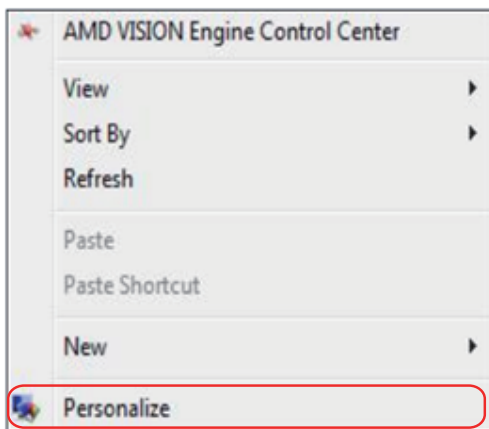 AMD VISION Engine Control Center
View
Sort By
Refresh
Paste
Paste Shortcut
New
Personalize